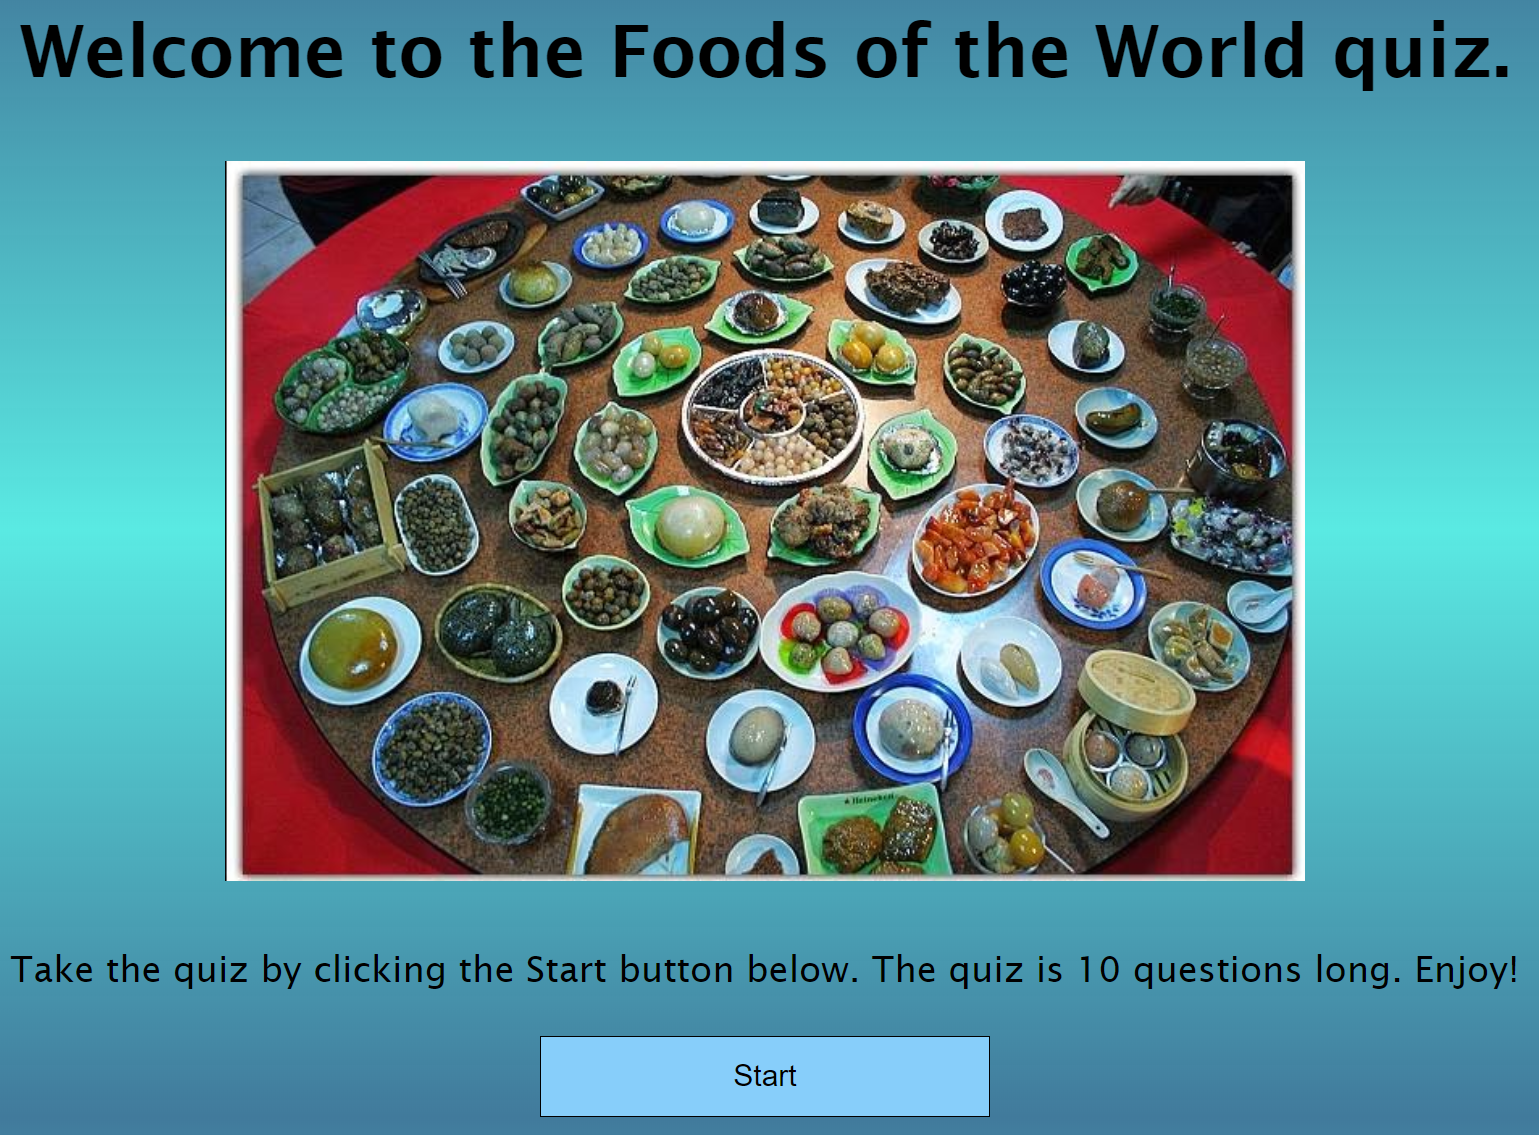 Welcome to the Foods of the World quiz.
★Heineken
Take the quiz by clicking the Start button below. The quiz is 10 questions long. Enjoy!
Start